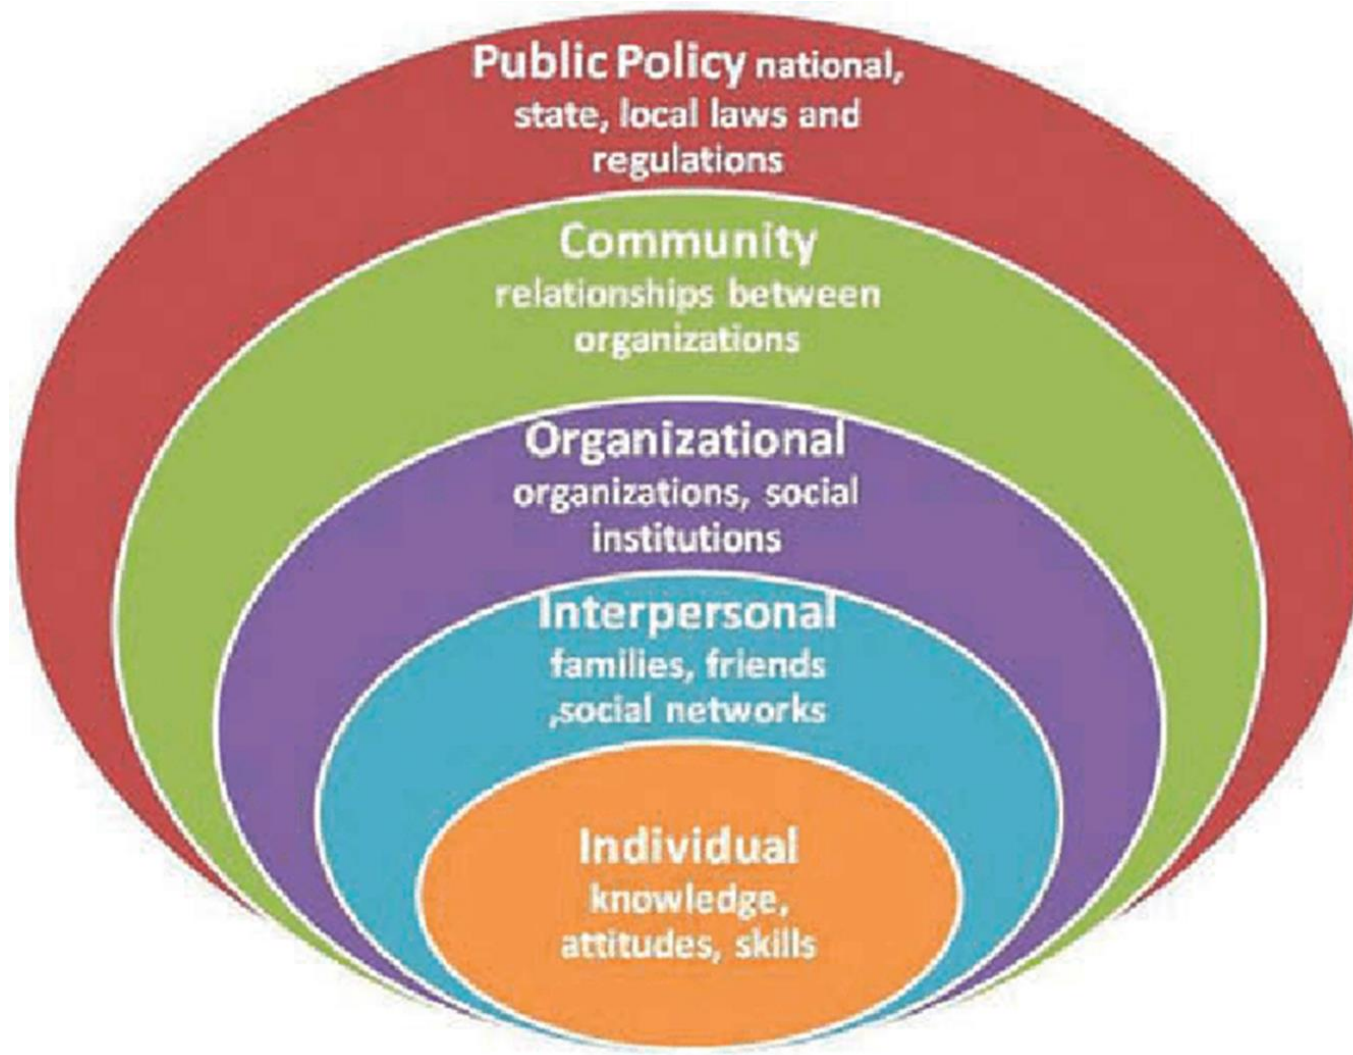 Public Policy national,
state, local laws and
regulations
Community
relationships between
organizations
Organizational
organizations, social
institutions
Interpersonal
families, friends
,social networks
Individual
knowledge,
attitudes, skills